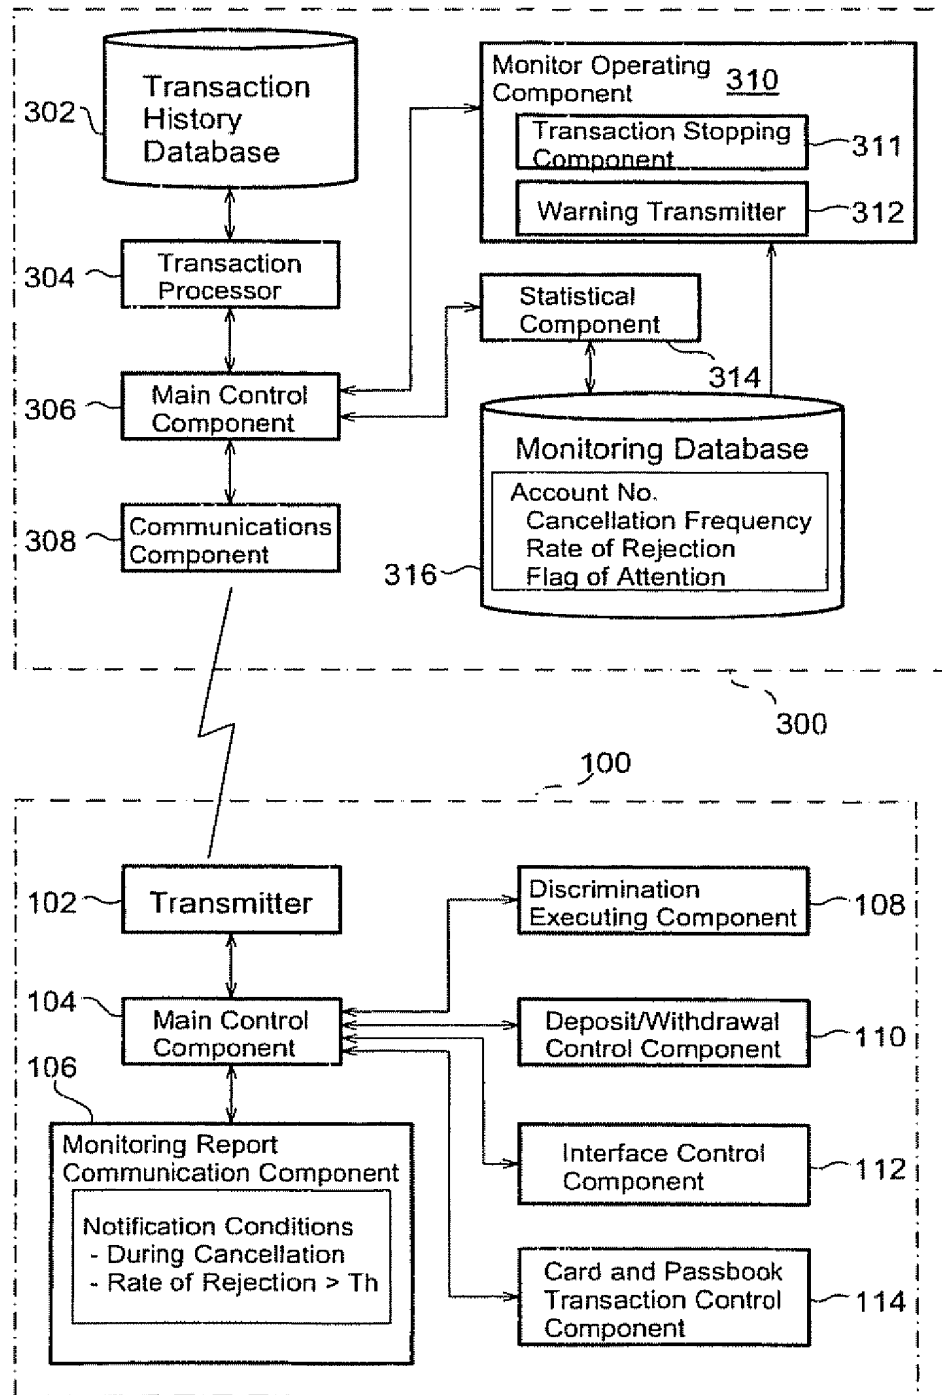 302
Transaction
History
Database
Monitor Operating
Component
310
Transaction Stopping
Component
311
Warning Transmitter
312
304
Transaction
Processor
Statistical
Component
314
306
Main Control
Component
Monitoring Database
Account No.
Cancellation Frequency
Rate of Rejection
Flag of Attention
316
308
Communications
Component
300
100
102
Transmitter
Discrimination
Executing Component
108
104
Main Control
Component
Deposit/Withdrawal
Control Component
110
106
Monitoring Report
Communication Component
Notification Conditions
- During Cancellation
- Rate of Rejection > Th
Interface Control
Component
112
Card and Passbook
Transaction Control
Component
114